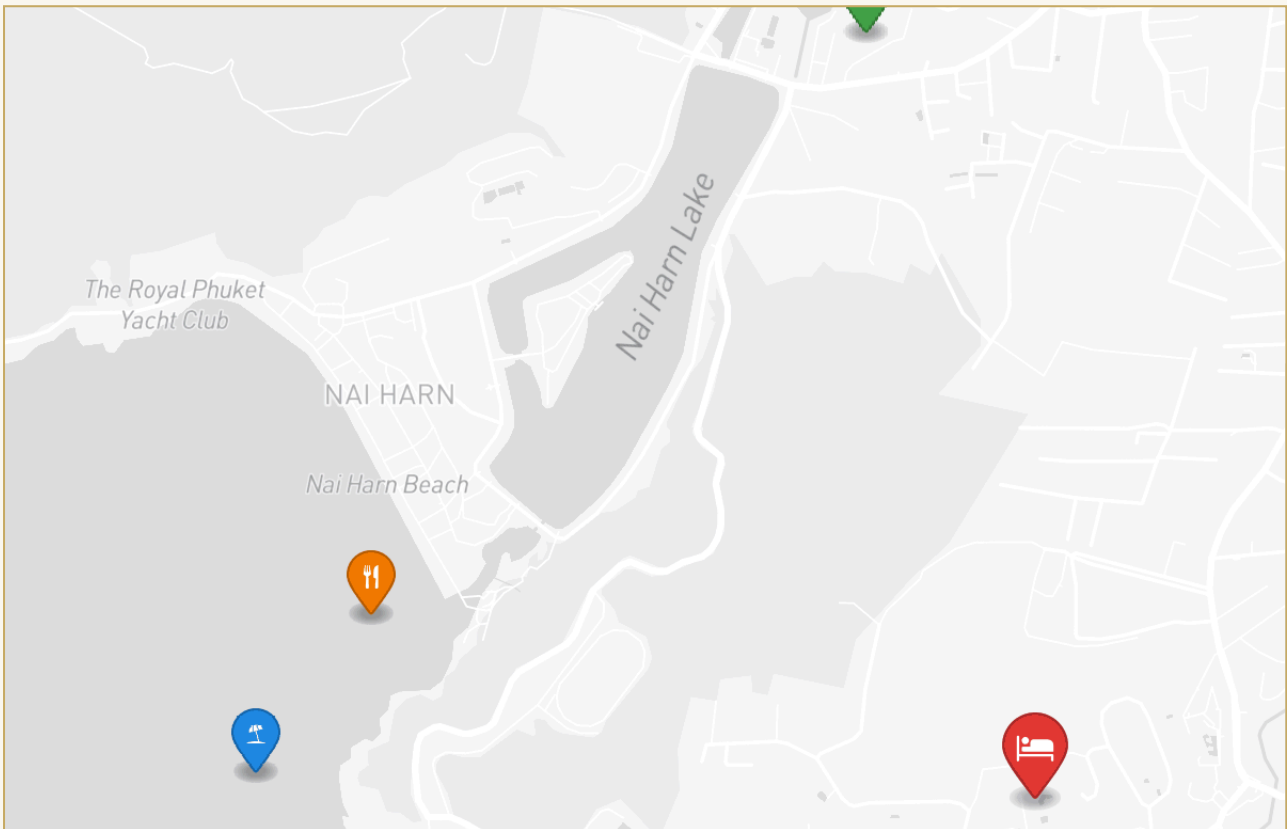 The Royal Phuket
Yacht Club
Nai Harn Lake
NAI HARN
Nai Harn Beach